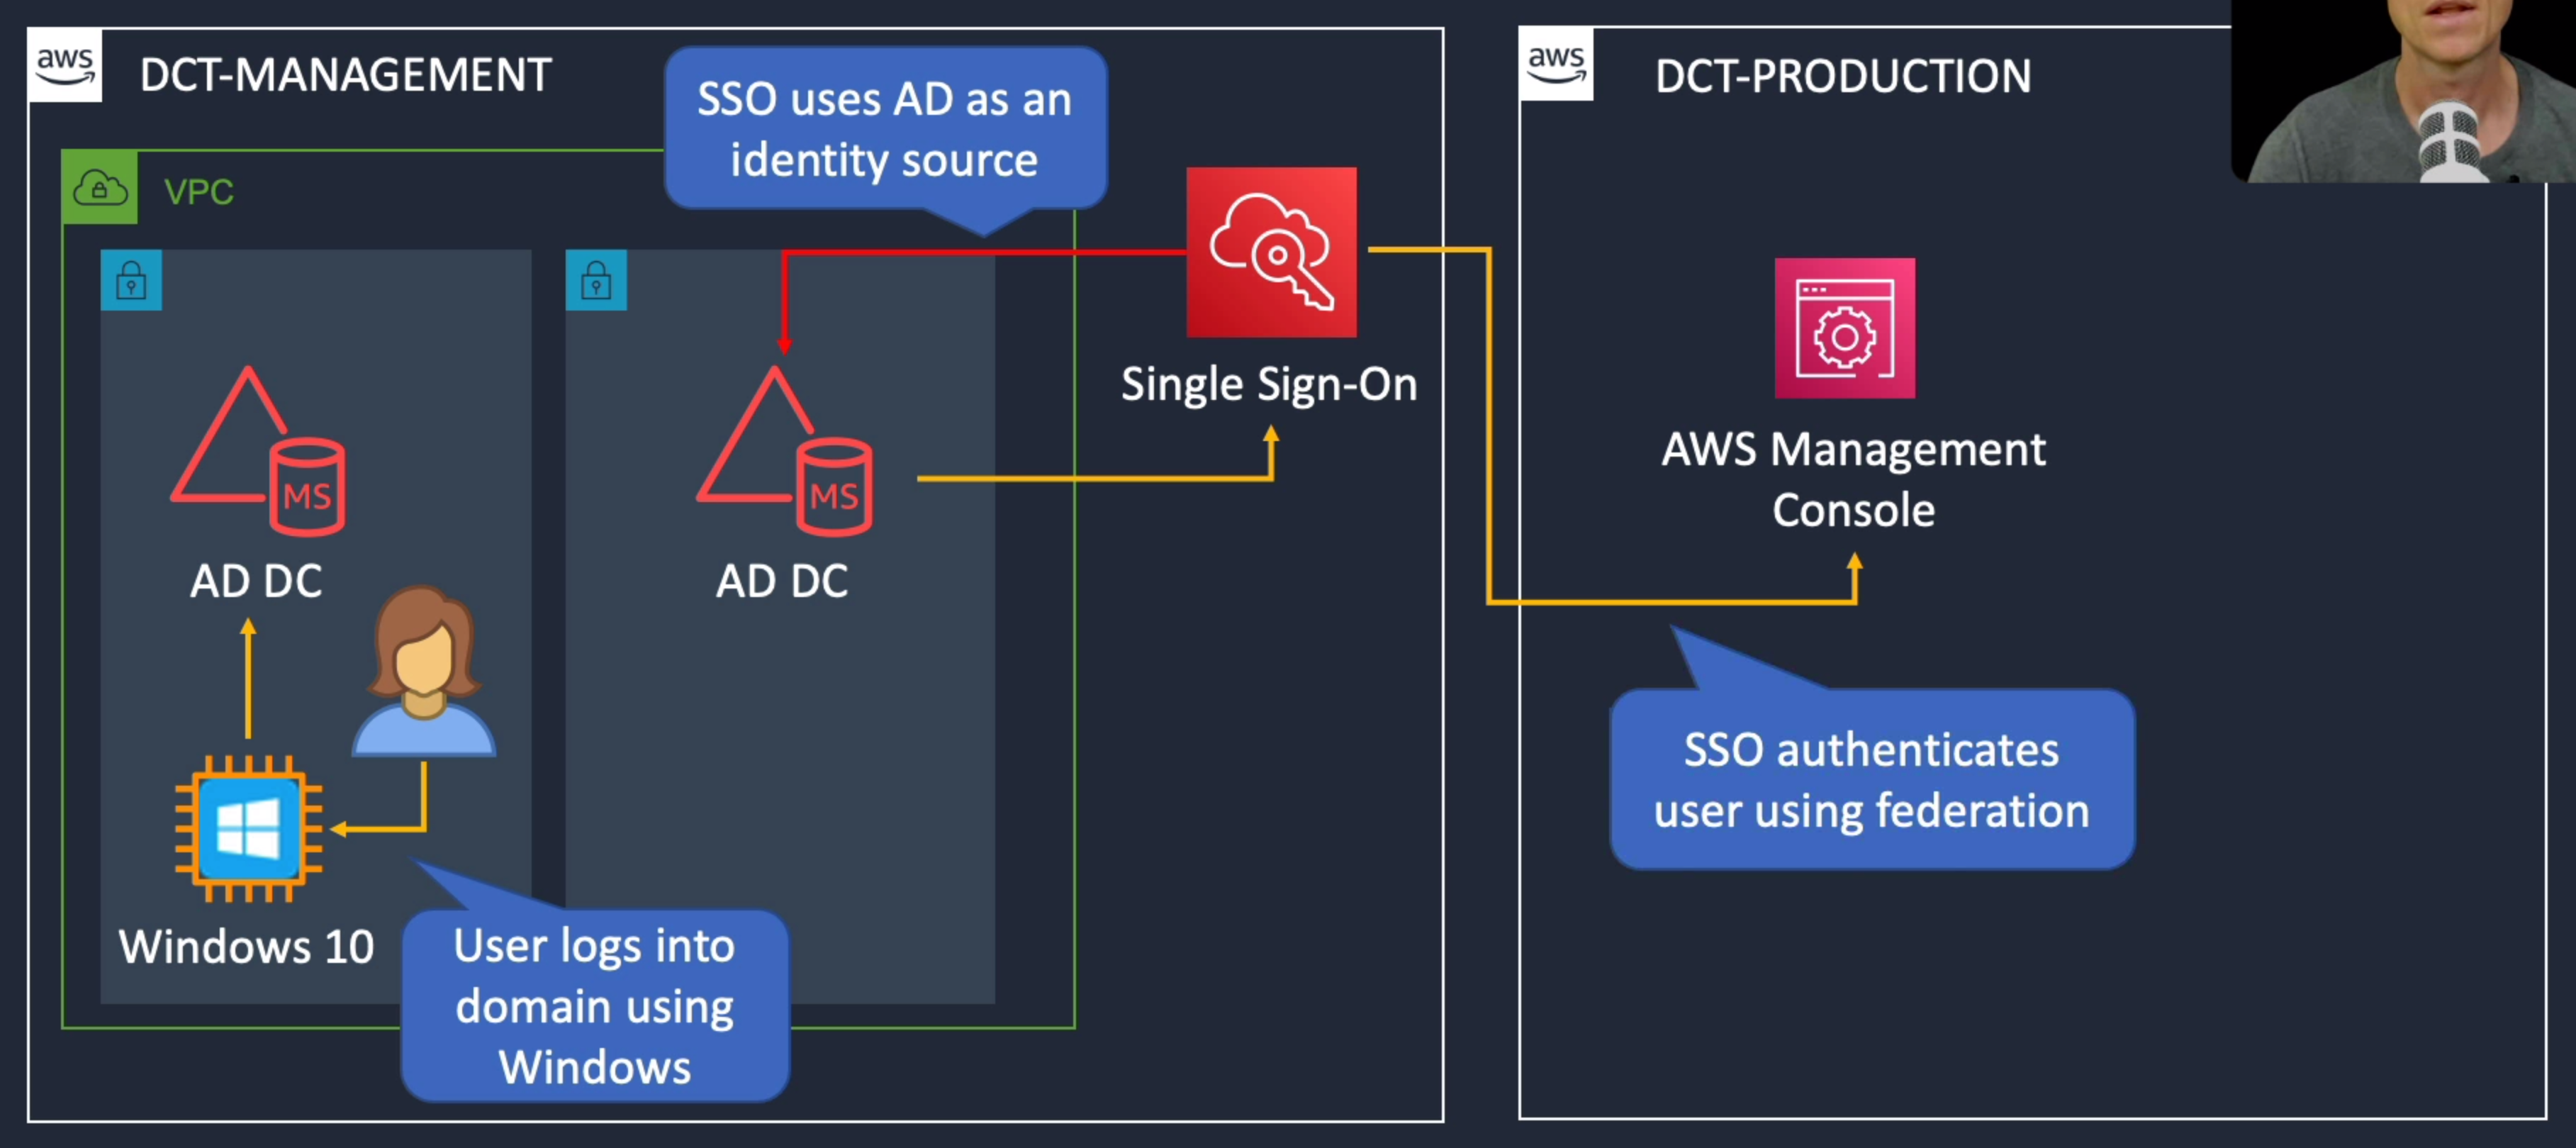 aws
DCT-MANAGEMENT
VPC
SSO uses AD as an
identity source
Single Sign-On
MS
AD DC
MS
AD DC
Windows 10
User logs into
domain using
Windows
aws
DCT-PRODUCTION
AWS Management
Console
SSO authenticates
user using federation